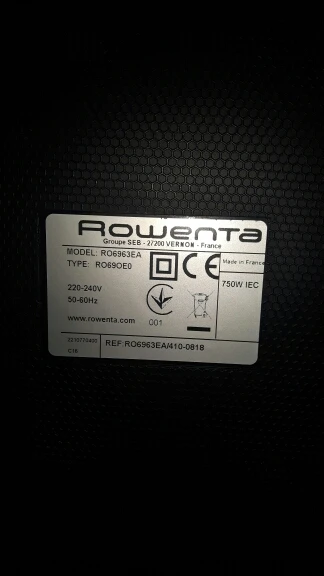 Rowenta
Groupe SEB - 27200 VERNON - France
MODEL: RO6963EA
TYPE: RO69OE0
CE
Made in France
220-240V
50-60Hz
750W IEC
www.rowenta.com
001
C16
REF:RO6963EA/410-0818